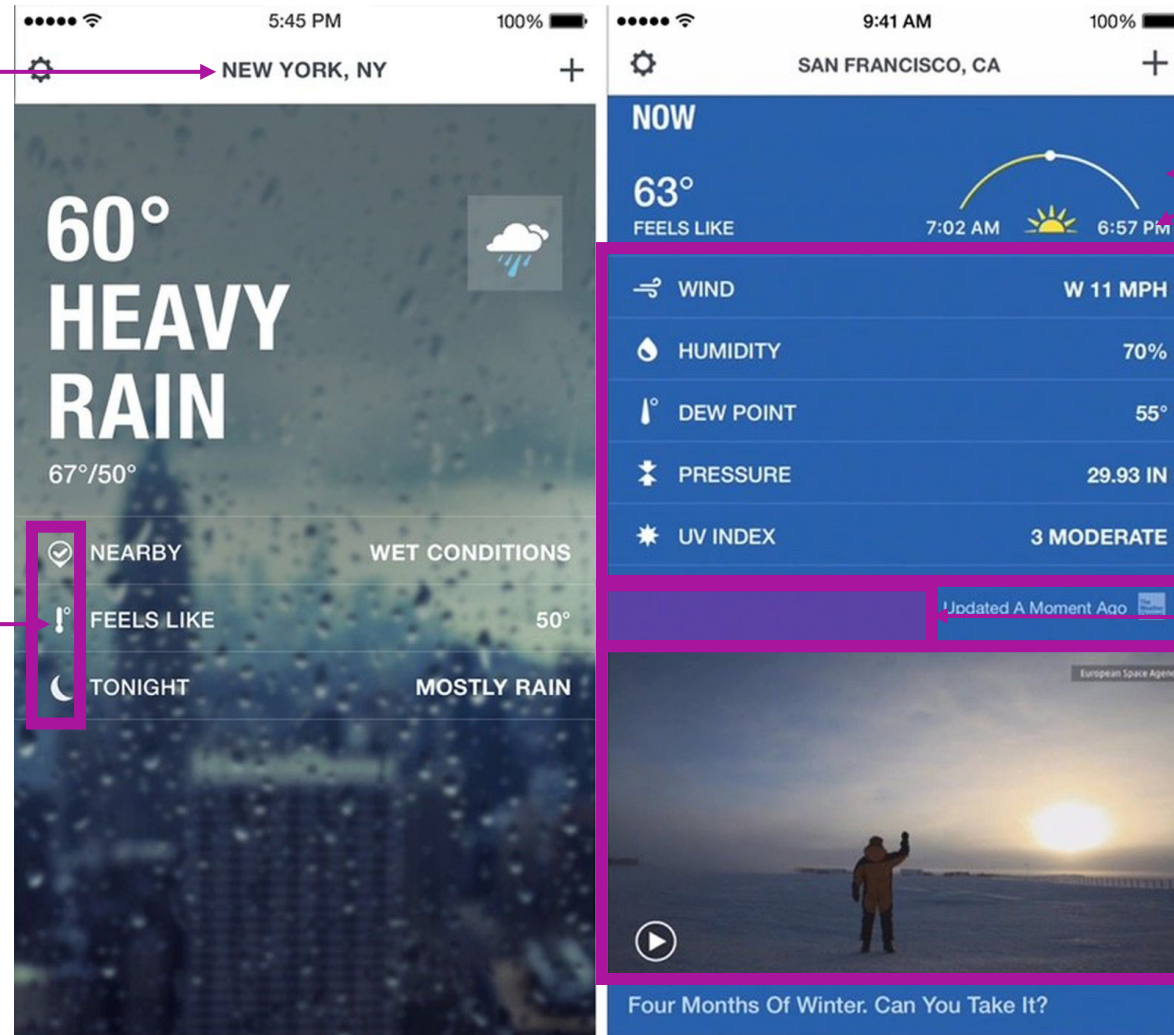 5:45 PM
100%
NEW YORK, NY
60°
HEAVY
RAIN
67°/50°
NEARBY WET CONDITIONS
FEELS LIKE 50°
TONIGHT MOSTLY RAIN
9:41 AM
100%
SAN FRANCISCO, CA
NOW
63°
FEELS LIKE
7:02 AM 6:57 PM
WIND W 11 MPH
HUMIDITY 70%
DEW POINT 55°
PRESSURE 29.93 IN
UV INDEX 3 MODERATE
Updated A Moment Ago
European Space Agenc
Four Months Of Winter. Can You Take It?